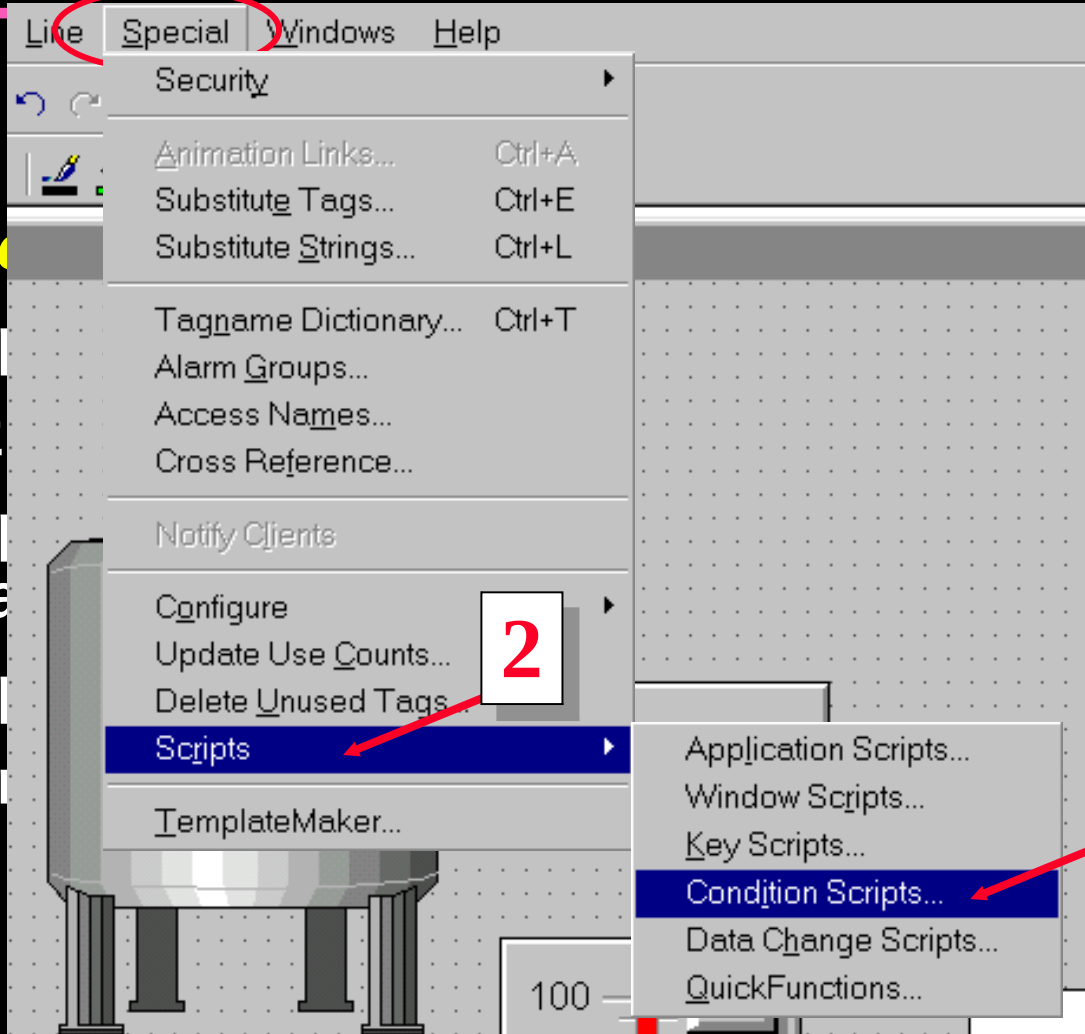 Line Special Windows Help
Security
Animation Links... Ctrl+A
Substitute Tags... Ctrl+E
Substitute Strings... Ctrl+L
Tagname Dictionary... Ctrl+T
Alarm Groups...
Access Names...
Cross Reference...
Notify Clients
Configure
2
Update Use Counts...
Delete Unused Tags...
Scripts
TemplateMaker...
Application Scripts...
Window Scripts...
Key Scripts...
Condition Scripts...
Data Change Scripts...
QuickFunctions...
100